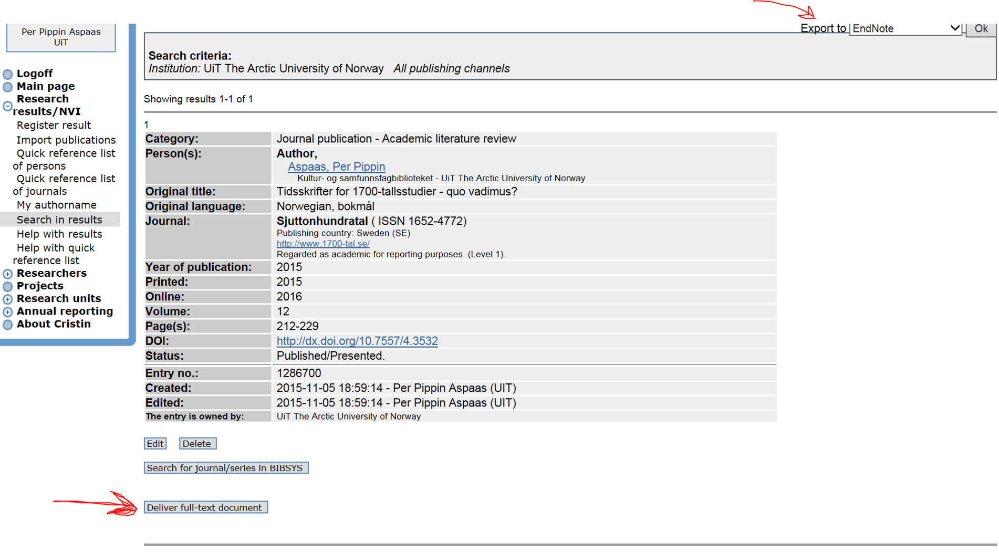 Per Pippin Aspaas
UiT
Logoff
Main page
Research
results/NVI
Register result
Import publications
Quick reference list
of persons
Quick reference list
of journals
My authorname
Search in results
Help with results
Help with quick
reference list
Researchers
Projects
Research units
Annual reporting
About Cristin
Export to EndNote Ok
Search criteria:
Institution: UiT The Arctic University of Norway All publishing channels
Showing results 1-1 of 1
1
Category: Journal publication - Academic literature review
Person(s): Author,
Aspaas, Per Pippin
Kultur- og samfunnsfagbiblioteket - UiT The Arctic University of Norway
Original title: Tidsskrifter for 1700-tallsstudier - quo vadimus?
Original language: Norwegian, bokmål
Journal: Sjuttonhundratal ( ISSN 1652-4772)
Publishing country: Sweden (SE)
http://www.1700-tal.se/
Regarded as academic for reporting purposes. (Level 1).
Year of publication: 2015
Printed: 2015
Online: 2016
Volume: 12
Page(s): 212-229
DOI: http://dx.doi.org/10.7557/4.3532
Status: Published/Presented.
Entry no.: 1286700
Created: 2015-11-05 18:59:14 - Per Pippin Aspaas (UIT)
Edited: 2015-11-05 18:59:14 - Per Pippin Aspaas (UIT)
The entry is owned by: UiT The Arctic University of Norway
Edit Delete
Search for journal/series in BIBSYS
Deliver full-text document